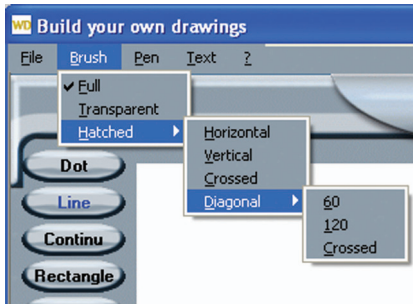 WD Build your own drawings
File Brush Pen Text ?
Full
Transparent
Hatched
Horizontal
Vertical
Crossed
Diagonal
60
120
Crossed
Dot
Line
Continu
Rectangle